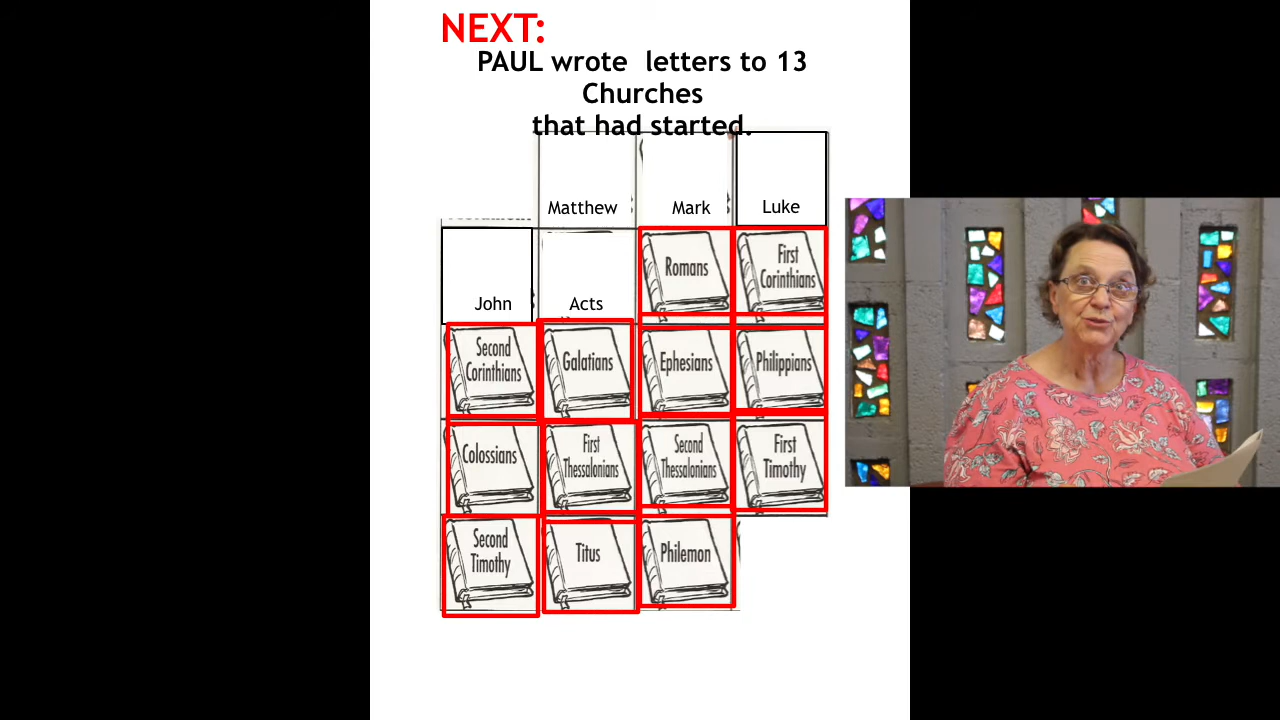 NEXT:
PAUL wrote letters to 13
Churches
that had started.
Matthew
Mark
Luke
John
Acts
Romans
First
Corinthians
Second
Corinthians
Galatians
Ephesians
Philippians
Colossians
First
Thessalonians
Second
Thessalonians
First
Timothy
Second
Timothy
Titus
Philemon